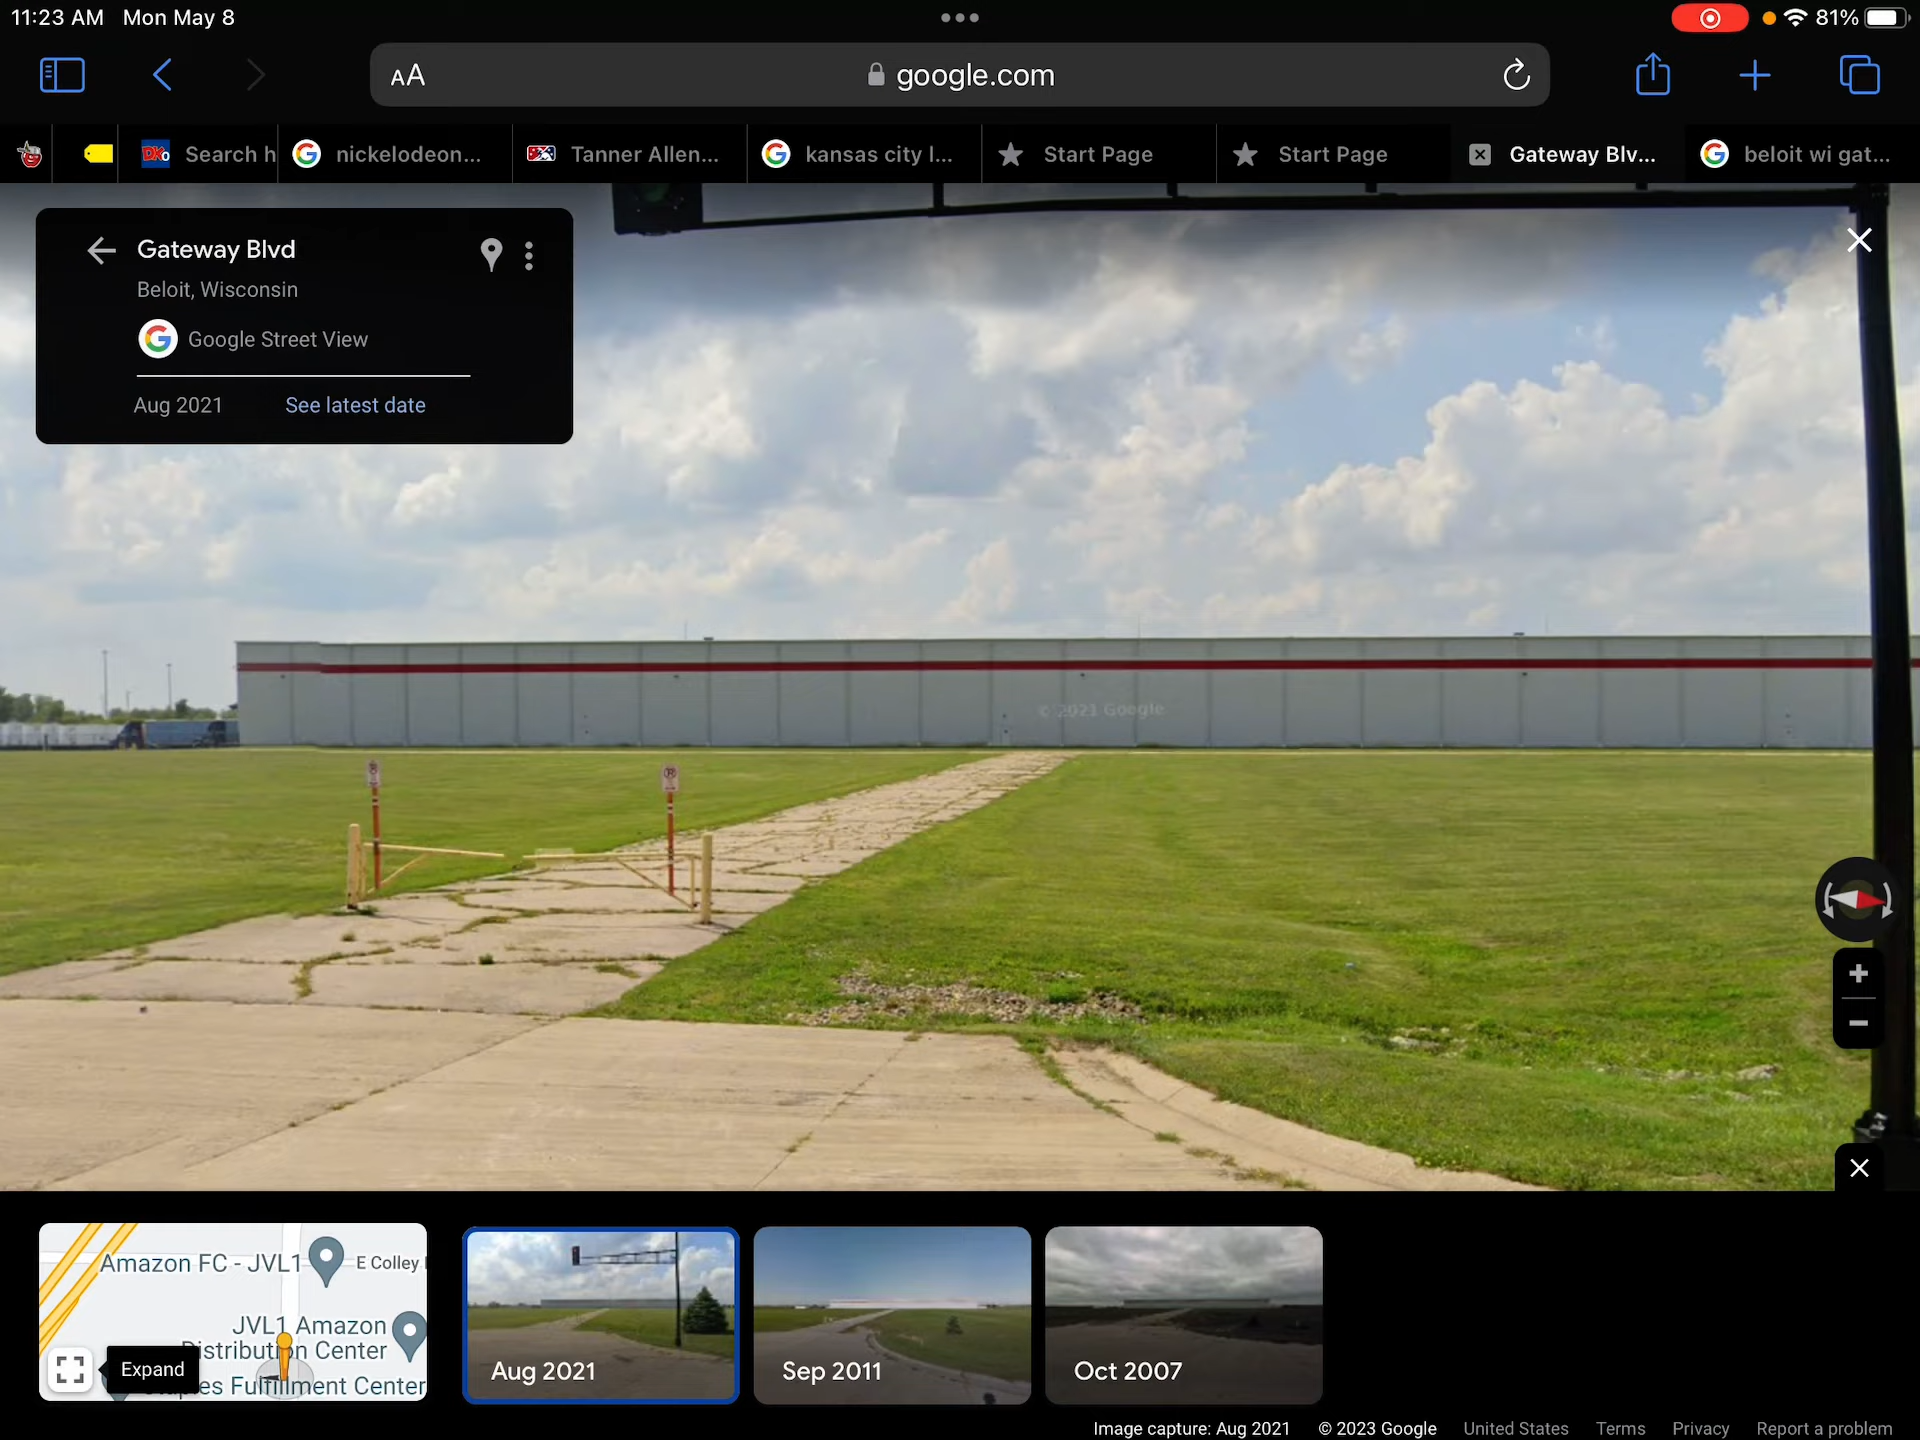 11:23 AM Mon May 8
81%
AA
google.com
DKo
Search h
nickelodeon...
Tanner Allen...
kansas city l...
Start Page
Start Page
Gateway Blv...
beloit wi gat...
Gateway Blvd
Beloit, Wisconsin
Google Street View
Aug 2021
See latest date
© 2021 Google
Amazon FC - JVL1
E Colley
JVL1 Amazon
Distribution Center
Fulfillment Center
Expand
Aug 2021
Sep 2011
Oct 2007
Image capture: Aug 2021
© 2023 Google
United States
Terms
Privacy
Report a problem